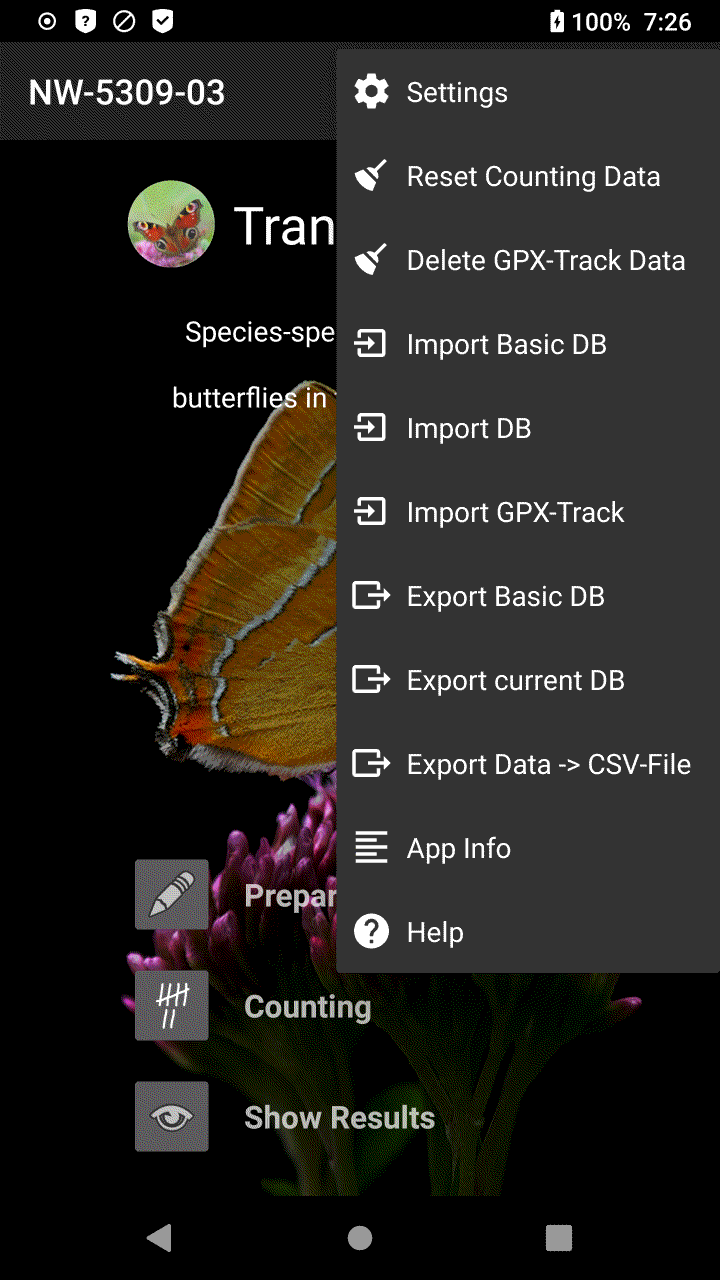 100% 7:26
NW-5309-03
Settings
Reset Counting Data
Delete GPX-Track Data
Import Basic DB
Import DB
Import GPX-Track
Export Basic DB
Export current DB
Export Data -> CSV-File
App Info
Help
Tran
Species-spe
butterflies in
Prepar
Counting
Show Results